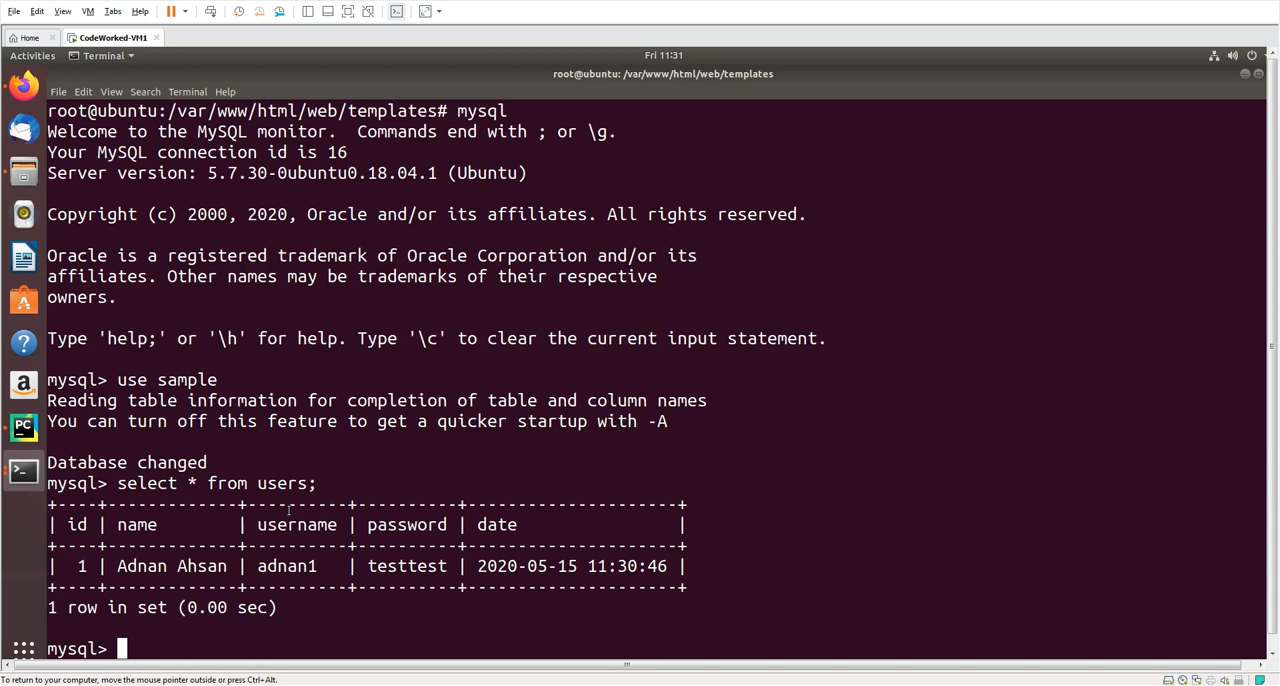 File Edit View VM Tabs Help
Home CodeWorked-VM1
Activities Terminal Fri 11:31
root@ubuntu: /var/www/html/web/templates
File Edit View Search Terminal Help
root@ubuntu:/var/www/html/web/templates# mysql
Welcome to the MySQL monitor.  Commands end with ; or \g.
Your MySQL connection id is 16
Server version: 5.7.30-0ubuntu0.18.04.1 (Ubuntu)
Copyright (c) 2000, 2020, Oracle and/or its affiliates. All rights reserved.
Oracle is a registered trademark of Oracle Corporation and/or its
affiliates. Other names may be trademarks of their respective
owners.
Type 'help;' or '\h' for help. Type '\c' to clear the current input statement.
mysql> use sample
Reading table information for completion of table and column names
You can turn off this feature to get a quicker startup with -A
Database changed
mysql> select * from users;
+----+-------------+----------+----------+---------------------+
| id | name        | username | password | date                |
+----+-------------+----------+----------+---------------------+
|  1 | Adnan Ahsan | adnan1   | testtest | 2020-05-15 11:30:46 |
+----+-------------+----------+----------+---------------------+
1 row in set (0.00 sec)
mysql>
To return to your computer, move the mouse pointer outside or press Ctrl+Alt.